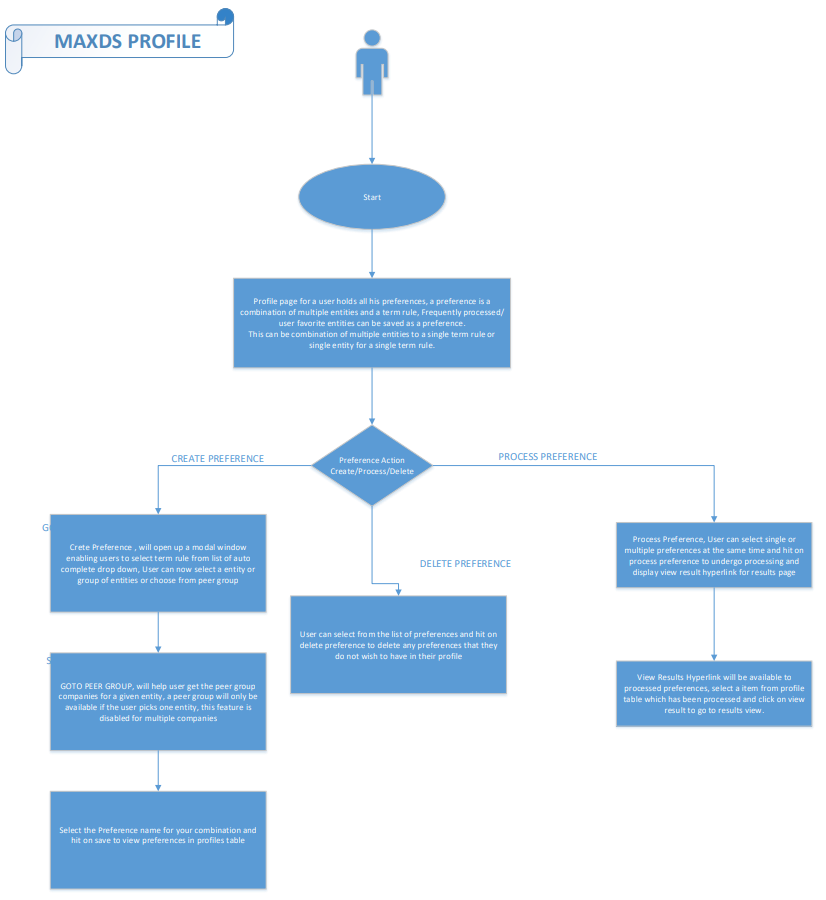 MAXDS PROFILE
Start
Profile page for a user holds all his preferences, a preference is a
combination of multiple entities and a term rule, Frequently processed/
user favorite entities can be saved as a preference.
This can be combination of multiple entities to a single term rule or
single entity for a single term rule.
Preference Action
Create/Process/Delete
CREATE PREFERENCE
PROCESS PREFERENCE
DELETE PREFERENCE
Crete Preference , will open up a modal window
enabling users to select term rule from list of auto
complete drop down, User can now select a entity or
group of entities or choose from peer group
GOTO PEER GROUP, will help user get the peer group
companies for a given entity, a peer group will only be
available if the user picks one entity, this feature is
disabled for multiple companies
Select the Preference name for your combination and
hit on save to view preferences in profiles table
User can select from the list of preferences and hit on
delete preference to delete any preferences that they
do not wish to have in their profile
Process Preference, User can select single or
multiple preferences at the same time and hit on
process preference to undergo processing and
display view result hyperlink for results page
View Results Hyperlink will be available to
processed preferences, select a item from profile
table which has been processed and click on view
result to go to results view.